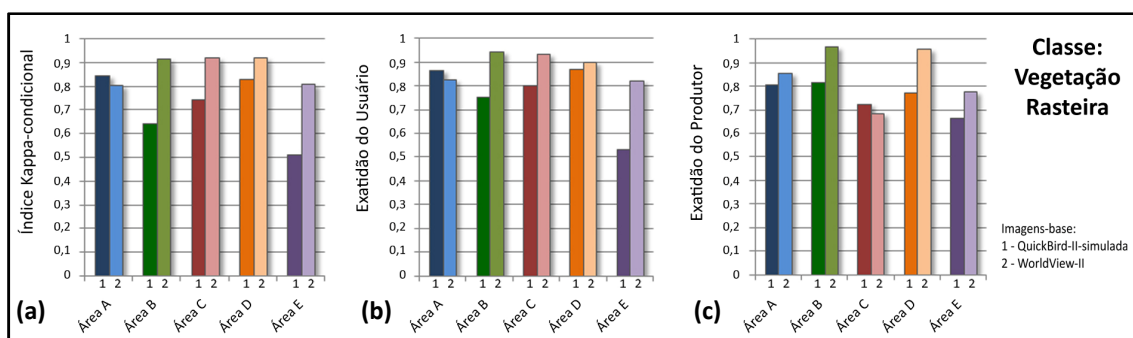 Índice Kappa-condicional
1
0,9
0,8
0,7
0,6
0,5
0,4
0,3
0,2
0,1
0
1 2 1 2 1 2 1 2 1 2
Área A Área B Área C Área D Área E
(a)
Exatidão do Usuário
1
0,9
0,8
0,7
0,6
0,5
0,4
0,3
0,2
0,1
0
1 2 1 2 1 2 1 2 1 2
Área A Área B Área C Área D Área E
(b)
Exatidão do Produtor
1
0,9
0,8
0,7
0,6
0,5
0,4
0,3
0,2
0,1
0
1 2 1 2 1 2 1 2 1 2
Área A Área B Área C Área D Área E
(c)
Classe:
Vegetação
Rasteira
Imagens-base:
1 - QuickBird-II-simulada
2 - WorldView-II